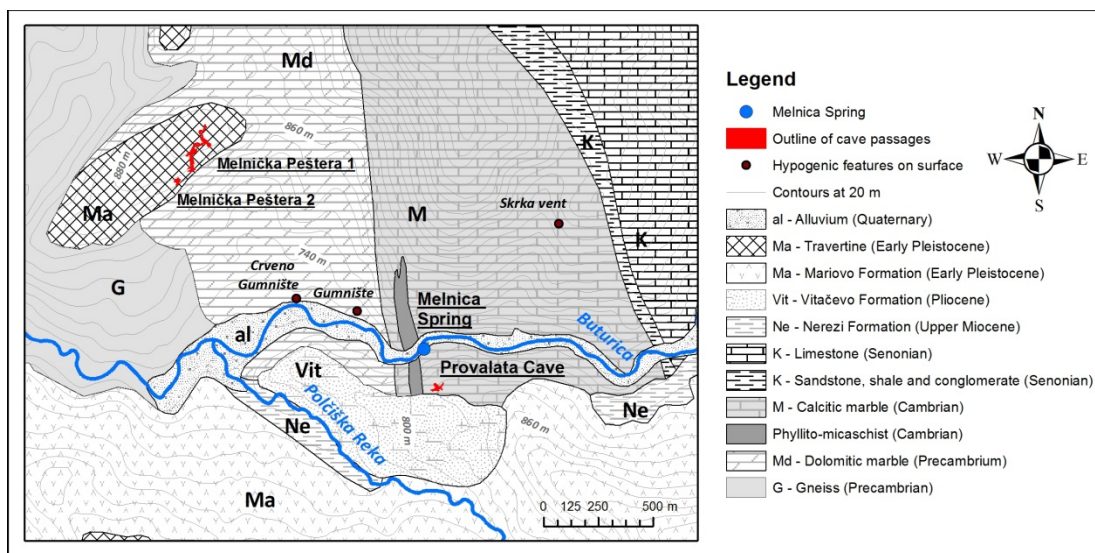 Md
860 m
K
Melnička Peštera 1
880 m
Melnička Peštera 2
Ma
M
Skrka vent
K
740 m
G
Crveno
Gumnište
Gumnište
Melnica
Spring
al
Buturica
Vit
Provalata Cave
Polčiška Reka
Ne
Ne
800 m
860 m
Ma
0 125 250 500 m
Legend
Melnica Spring
Outline of cave passages
Hypogenic features on surface
Contours at 20 m
al - Alluvium (Quaternary)
Ma - Travertine (Early Pleistocene)
Ma - Mariovo Formation (Early Pleistocene)
Vit - Vitačevo Formation (Pliocene)
Ne - Nerezi Formation (Upper Miocene)
K - Limestone (Senonian)
K - Sandstone, shale and conglomerate (Senonian)
M - Calcitic marble (Cambrian)
Phyllito-micaschist (Cambrian)
Md - Dolomitic marble (Precambrium)
G - Gneiss (Precambrian)
N
W E
S